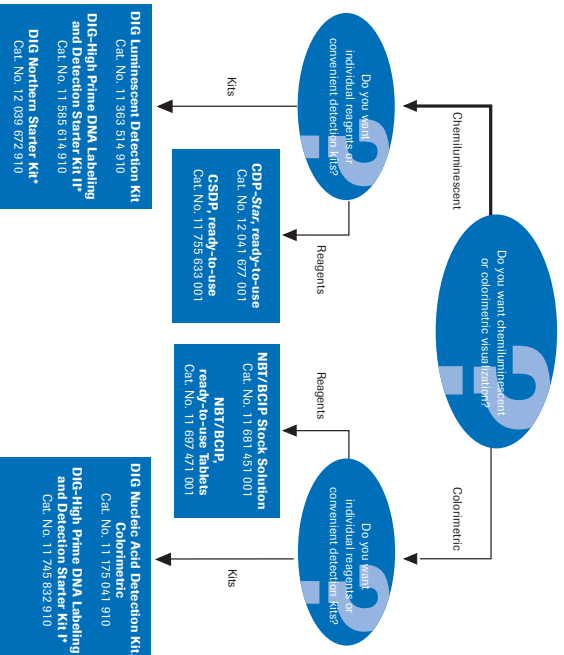 Do you want chemiluminescent
or colorimetric visualization?
Chemiluminescent
Colorimetric
Do you want
individual reagents or
convenient detection kits?
Kits
Reagents
DIG Luminescent Detection Kit
Cat. No. 11 363 514 910
DIG-High Prime DNA Labeling
and Detection Starter Kit II*
Cat. No. 11 585 614 910
DIG Northern Starter Kit*
Cat. No. 12 039 672 910
CDP-Star, ready-to-use
Cat. No. 12 041 677 001
CSDP, ready-to-use
Cat. No. 11 755 633 001
Do you want
individual reagents or
convenient detection kits?
Reagents
Kits
NBT/BCIP Stock Solution
Cat. No. 11 681 451 001
NBT/BCIP,
ready-to-use Tablets
Cat. No. 11 697 471 001
DIG Nucleic Acid Detection Kit,
Colorimetric
Cat. No. 11 175 041 910
DIG-High Prime DNA Labeling
and Detection Starter Kit I*
Cat. No. 11 745 832 910